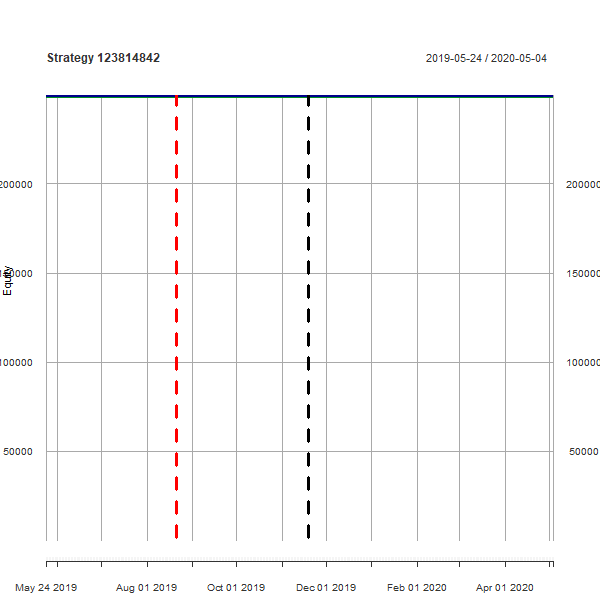 Strategy 123814842
2019-05-24 / 2020-05-04
200000
200000
150000
Equity
100000
100000
50000
50000
May 24 2019
Aug 01 2019
Oct 01 2019
Dec 01 2019
Feb 01 2020
Apr 01 2020